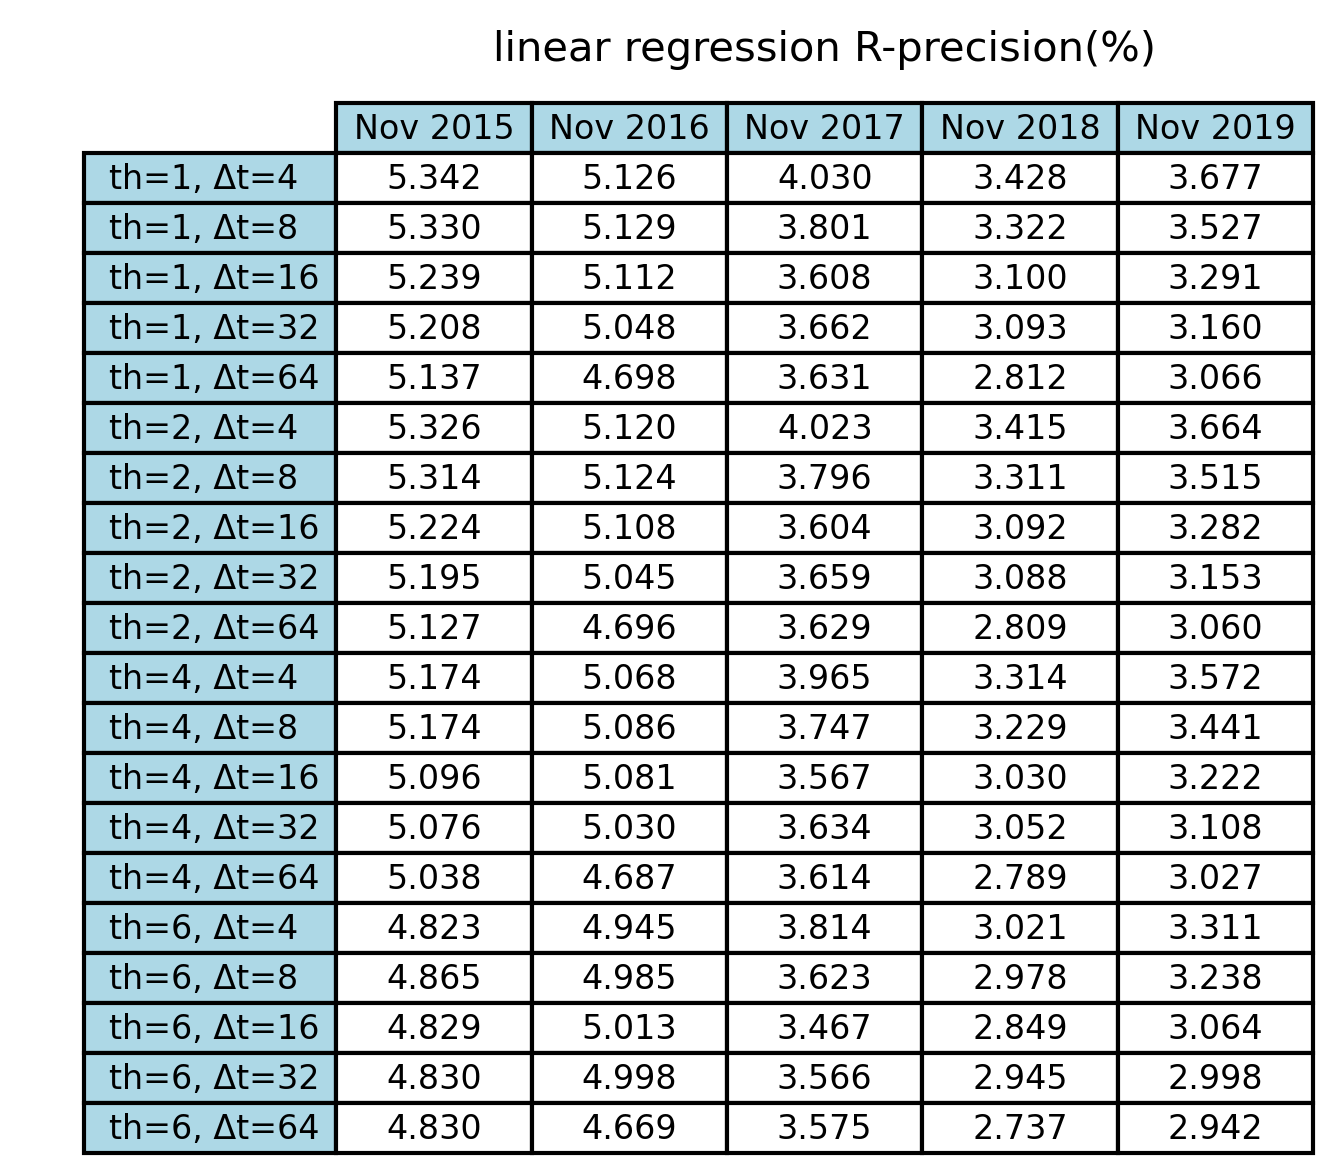 linear regression R-precision(%)
Nov 2015 Nov 2016 Nov 2017 Nov 2018 Nov 2019
th=1, Δt=4 5.342 5.126 4.030 3.428 3.677
th=1, Δt=8 5.330 5.129 3.801 3.322 3.527
th=1, Δt=16 5.239 5.112 3.608 3.100 3.291
th=1, Δt=32 5.208 5.048 3.662 3.093 3.160
th=1, Δt=64 5.137 4.698 3.631 2.812 3.066
th=2, Δt=4 5.326 5.120 4.023 3.415 3.664
th=2, Δt=8 5.314 5.124 3.796 3.311 3.515
th=2, Δt=16 5.224 5.108 3.604 3.092 3.282
th=2, Δt=32 5.195 5.045 3.659 3.088 3.153
th=2, Δt=64 5.127 4.696 3.629 2.809 3.060
th=4, Δt=4 5.174 5.068 3.965 3.314 3.572
th=4, Δt=8 5.174 5.086 3.747 3.229 3.441
th=4, Δt=16 5.096 5.081 3.567 3.030 3.222
th=4, Δt=32 5.076 5.030 3.634 3.052 3.108
th=4, Δt=64 5.038 4.687 3.614 2.789 3.027
th=6, Δt=4 4.823 4.945 3.814 3.021 3.311
th=6, Δt=8 4.865 4.985 3.623 2.978 3.238
th=6, Δt=16 4.829 5.013 3.467 2.849 3.064
th=6, Δt=32 4.830 4.998 3.566 2.945 2.998
th=6, Δt=64 4.830 4.669 3.575 2.737 2.942